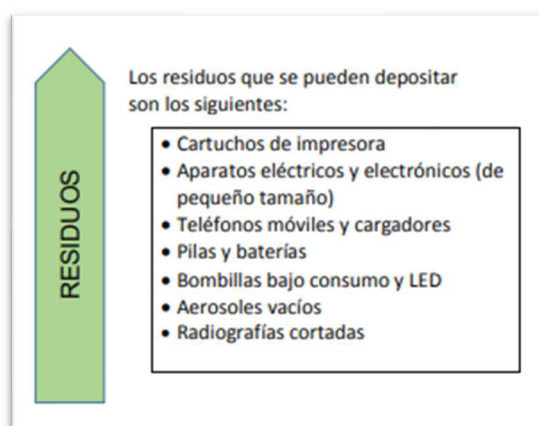 RESIDUOS
Los residuos que se pueden depositar
son los siguientes:
• Cartuchos de impresora
• Aparatos eléctricos y electrónicos (de
pequeño tamaño)
• Teléfonos móviles y cargadores
• Pilas y baterías
• Bombillas bajo consumo y LED
• Aerosoles vacíos
• Radiografías cortadas